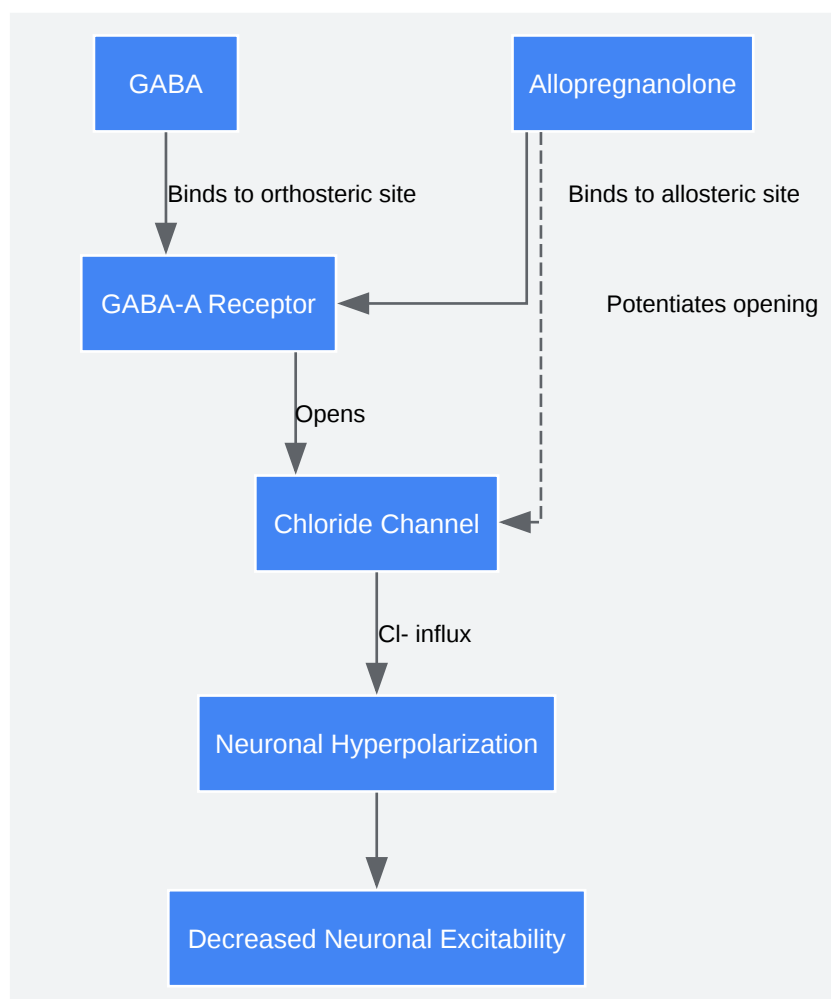 GABA
Allopregnanolone
Binds to orthosteric site
Binds to allosteric site
GABA-A Receptor
Potentiates opening
Opens
Chloride Channel
Cl- influx
Neuronal Hyperpolarization
Decreased Neuronal Excitability